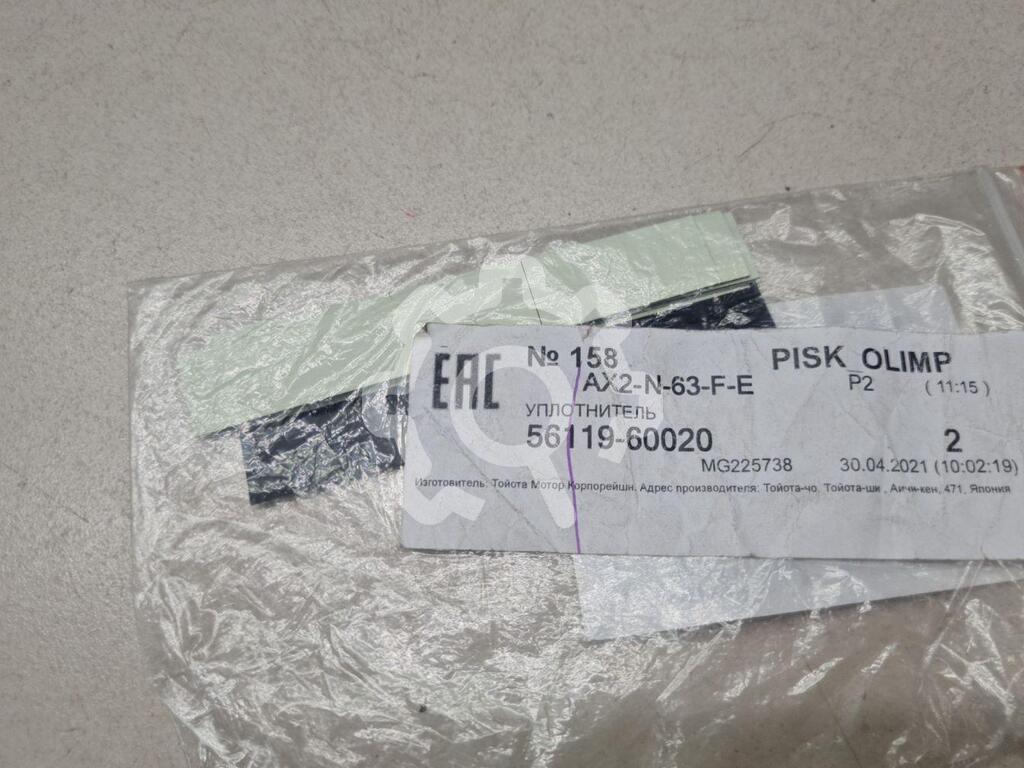 EAC № 158 PISK_OLIMP
AX2-N-63-F-E P2 (11:15)
УПЛОТНИТЕЛЬ
56119-60020 2
MG225738 30.04.2021 (10:02:19)
Изготовитель: Тойота Мотор Корпорейшн. Адрес производителя: Тойота-чо, Тойота-ши, Аичи-кен, 471, Япония